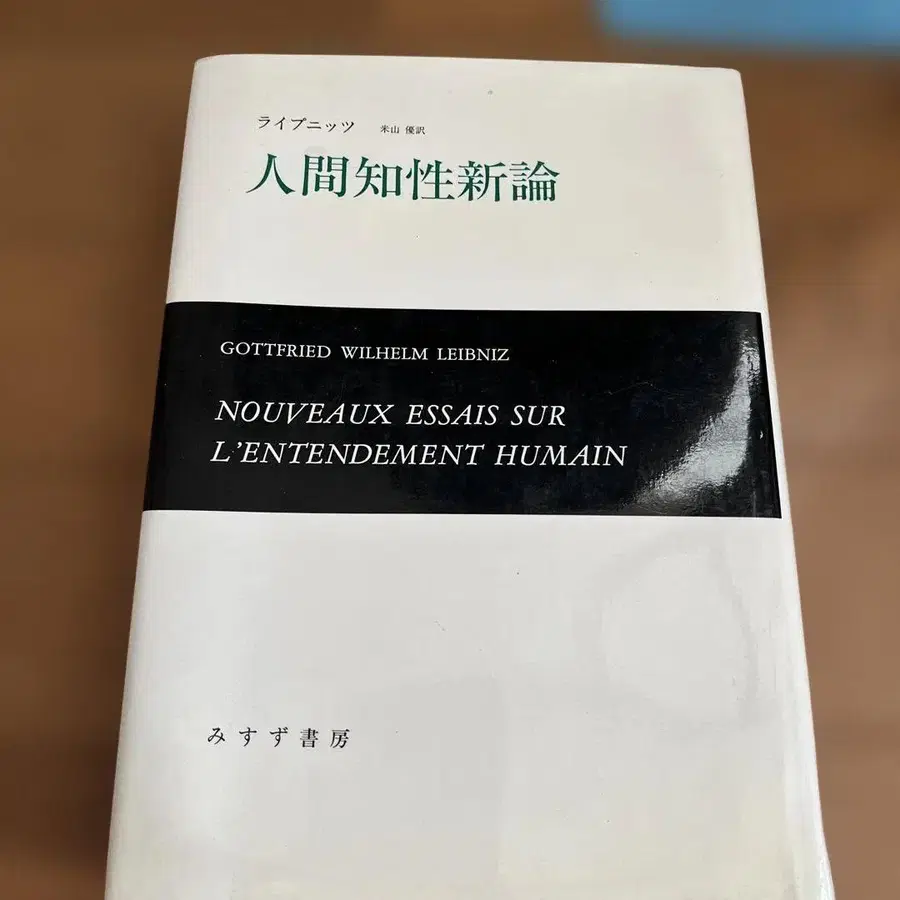 ライプニッツ 米山 優訳
人間知性新論
GOTTFRIED WILHELM LEIBNIZ
NOUVEAUX ESSAIS SUR
L'ENTENDEMENT HUMAIN
みすず書房